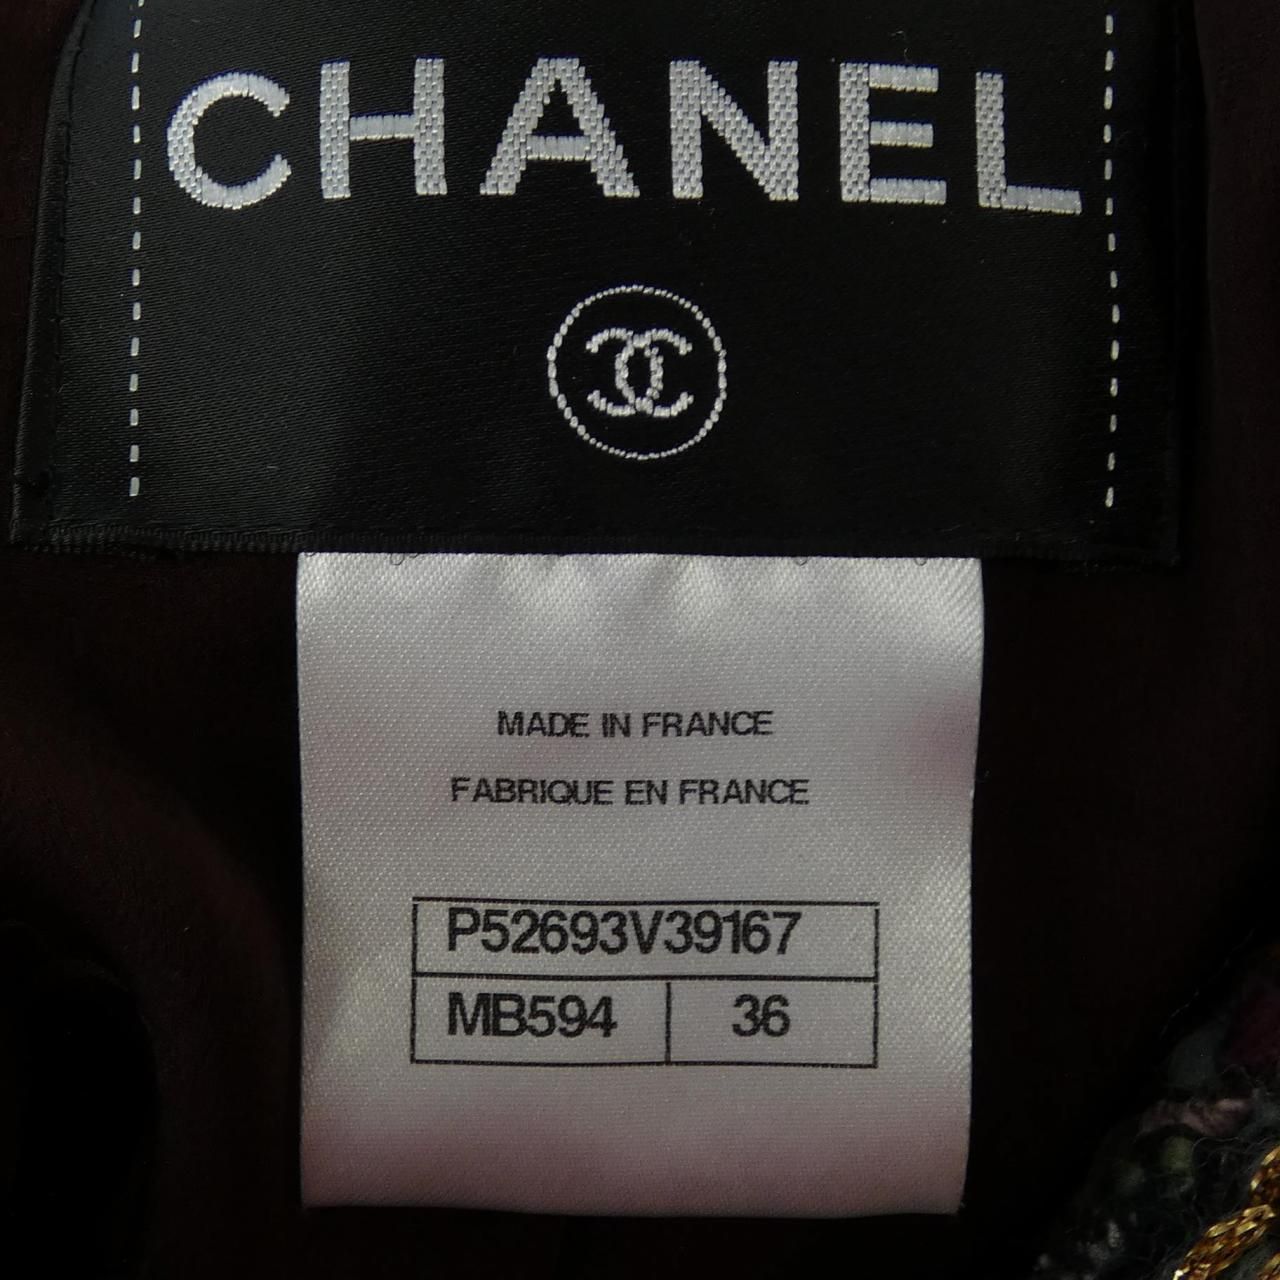 CHANEL
MADE IN FRANCE
FABRIQUE EN FRANCE
P52693V39167
MB594 36